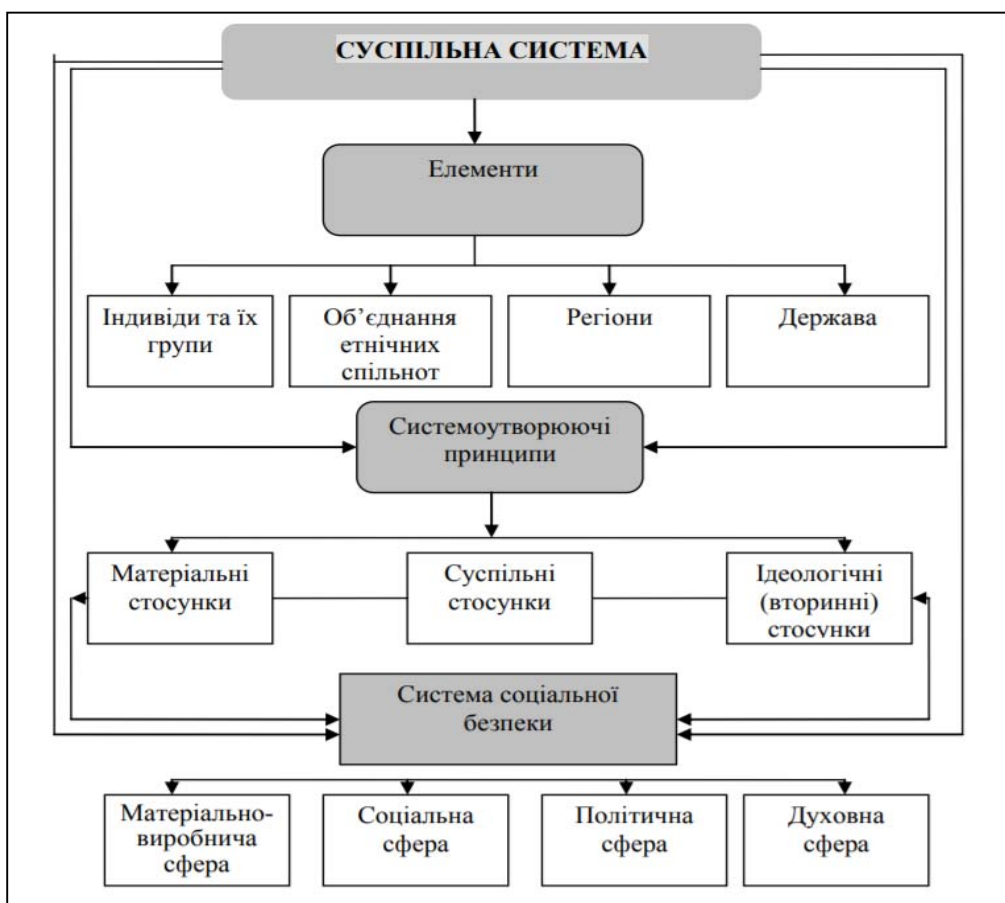 СУСПІЛЬНА СИСТЕМА
Елементи
Індивіди та їх
групи
Об’єднання
етнічних
спільнот
Регіони
Держава
Системоутворюючі
принципи
Матеріальні
стосунки
Суспільні
стосунки
Ідеологічні
(вторинні)
стосунки
Система соціальної
безпеки
Матеріально-
виробнича
сфера
Соціальна
сфера
Політична
сфера
Духовна
сфера